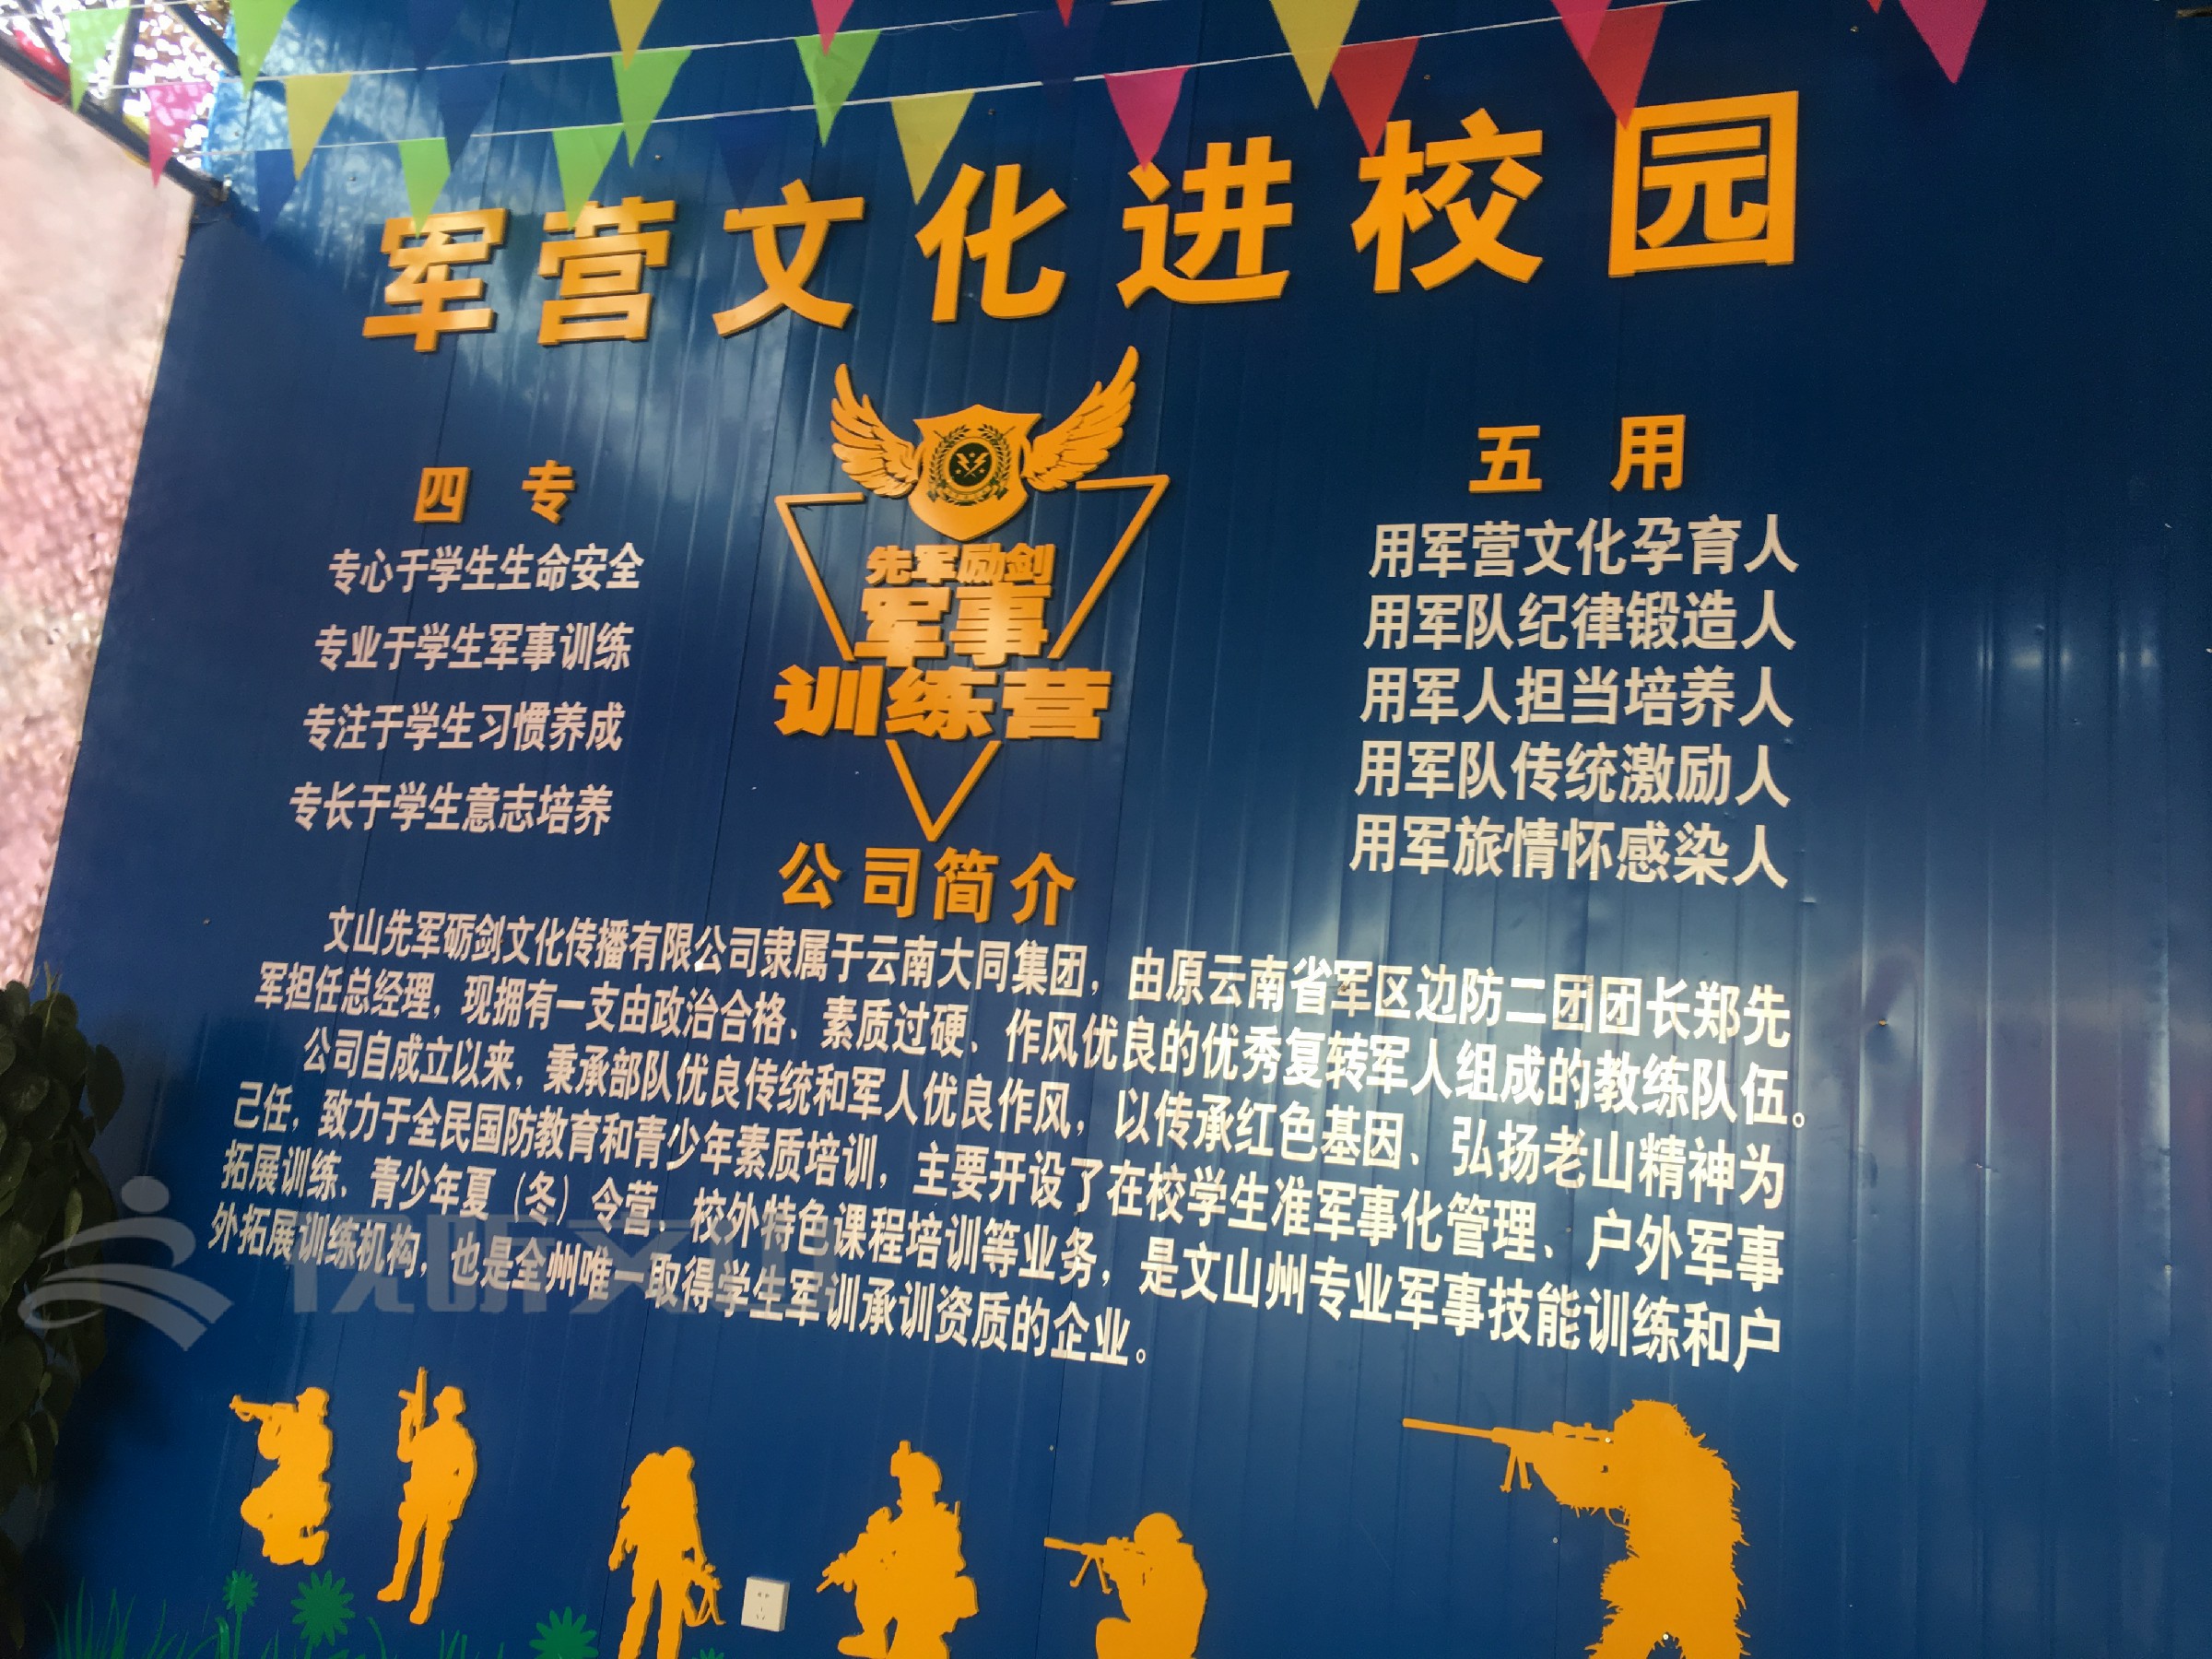 军营文化进校园
四专
专心于学生生命安全
专业于学生军事训练
专注于学生习惯养成
专长于学生意志培养
先军励剑
军事
训练营
五用
用军营文化孕育人
用军队纪律锻造人
用军人担当培养人
用军队传统激励人
用军旅情怀感染人
公司简介
文山先军砺剑文化传播有限公司隶属于云南大同集团，由原云南省军区边防二团团长郑先
军担任总经理，现拥有一支由政治合格、素质过硬、作风优良的优秀复转军人组成的教练队伍。
公司自成立以来，秉承部队优良传统和军人优良作风，以传承红色基因、弘扬老山精神为
己任，致力于全民国防教育和青少年素质培训，主要开设了在校学生准军事化管理、户外军事
拓展训练、青少年夏（冬）令营、校外特色课程培训等业务，是文山州专业军事技能训练和户
外拓展训练机构，也是全州唯一取得学生军训承训资质的企业。